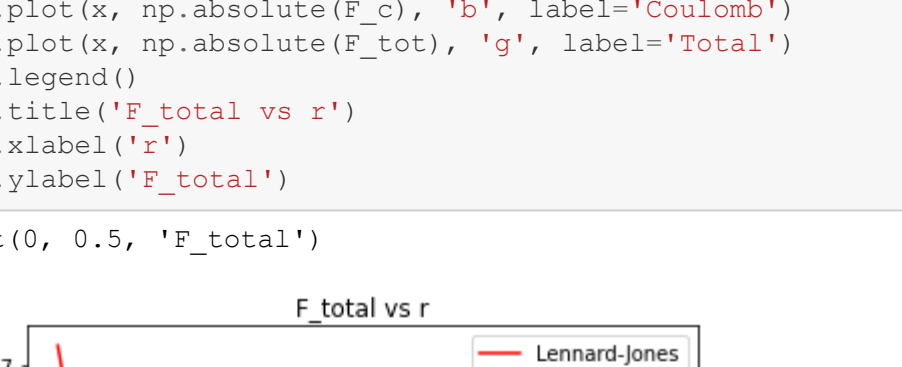 .plot(x, np.absolute(F_c), 'b', label='Coulomb')
.plot(x, np.absolute(F_tot), 'g', label='Total')
.legend()
.title('F_total vs r')
.xlabel('r')
.ylabel('F_total')
t(0, 0.5, 'F_total')
F_total vs r
Lennard-Jones
7